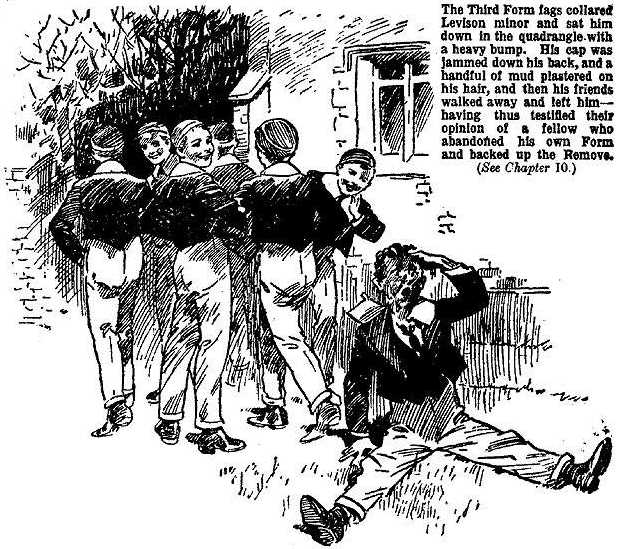 The Third Form fags collared
Levison minor and sat him
down in the quadrangle with
a heavy bump. His cap was
jammed down his back, and a
handful of mud plastered on
his hair, and then his friends
walked away and left him—
having thus testified their
opinion of a fellow who
abandoned his own Form
and backed up the Remove.
(See Chapter 10.)